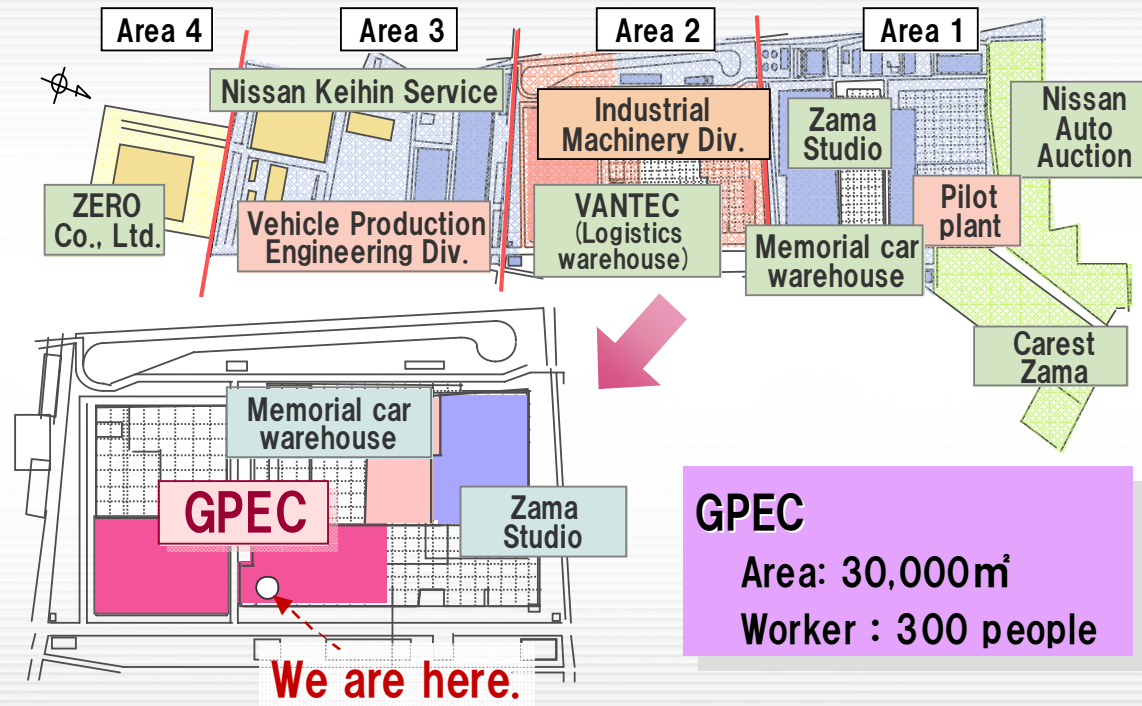 Area 4
Area 3
Area 2
Area 1
Nissan Keihin Service
Industrial
Machinery Div.
Zama
Studio
Nissan
Auto
Auction
ZERO
Co., Ltd.
Vehicle Production
Engineering Div.
VANTEC
(Logistics
warehouse)
Memorial car
warehouse
Pilot
plant
Carest
Zama
Memorial car
warehouse
GPEC
Zama
Studio
We are here.
GPEC
Area: 30,000㎡
Worker : 300 people